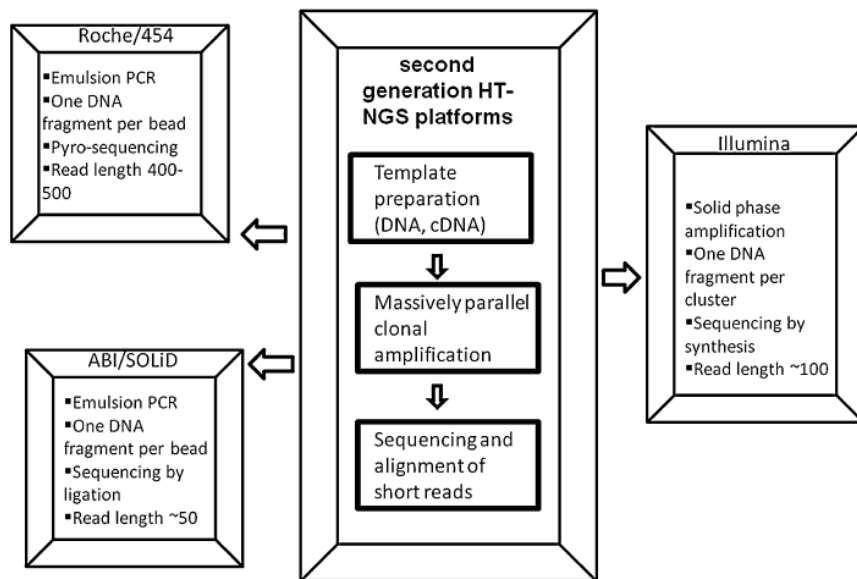 Roche/454
▪Emulsion PCR
▪One DNA
fragment per bead
▪Pyro-sequencing
▪Read length 400-
500
ABI/SOLiD
▪Emulsion PCR
▪One DNA
fragment per bead
▪Sequencing by
ligation
▪Read length ~50
second
generation HT-
NGS platforms
Template
preparation
(DNA, cDNA)
Massively parallel
clonal
amplification
Sequencing and
alignment of
short reads
Illumina
▪Solid phase
amplification
▪One DNA
fragment per
cluster
▪Sequencing by
synthesis
▪Read length ~100